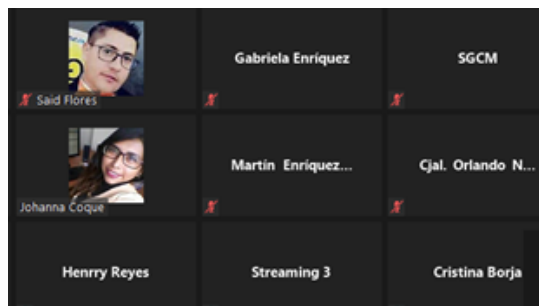 Gabriela Enríquez
SGCM
Said Flores
Martín Enríquez...
Cjal. Orlando N...
Johanna Coque
Henrry Reyes
Streaming 3
Cristina Borja